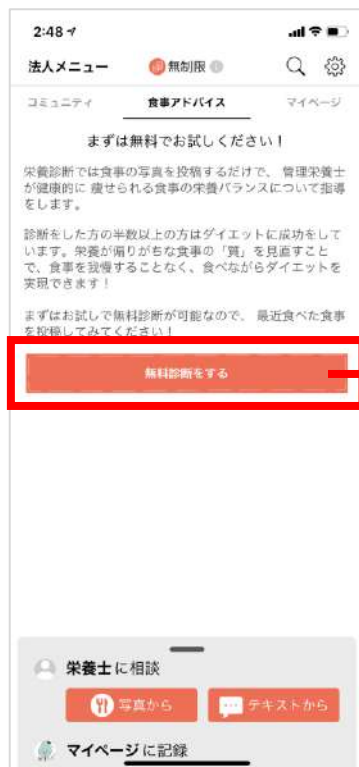 2:48
法人メニュー 無制限
コミュニティ 食事アドバイス マイページ
まずは無料でお試しください！
栄養診断では食事の写真を投稿するだけで、 管理栄養士
が健康的に 痩せられる食事の栄養バランスについて指導
をします。
診断をした方の半数以上の方はダイエットに成功をして
います。栄養が偏りがちな食事の「質」を見直すこと
で、食事を我慢することなく、食べながらダイエットを
実現できます！
まずはお試しで無料診断が可能なので、 最近食べた食事
を投稿してみてください！
無料診断をする
栄養士に相談
写真から テキストから
マイページに記録